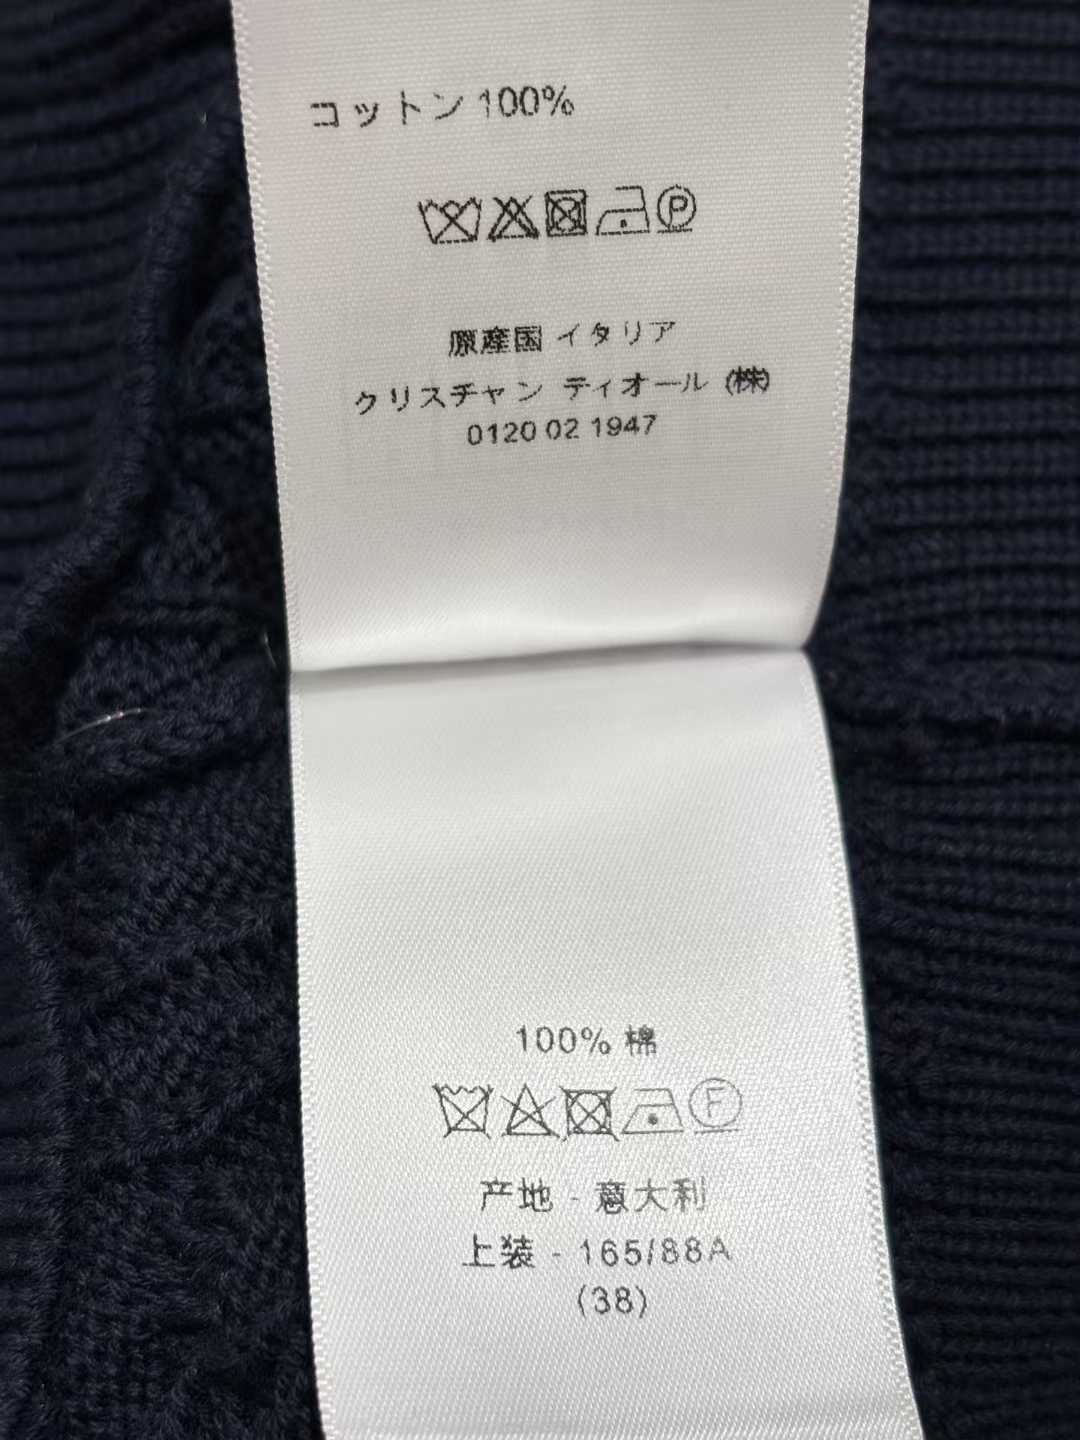 コットン 100%
P
原産国 イタリア
クリスチャン ディオール (株)
0120 02 1947
100% 棉
F
产地 - 意大利
上装 - 165/88A
(38)